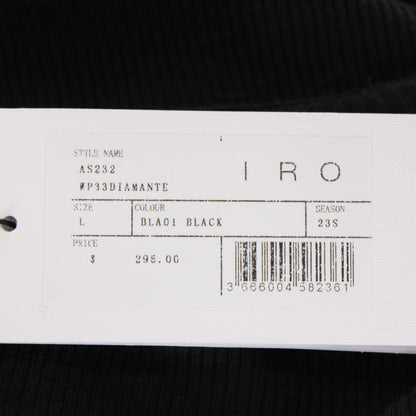 STYLE NAME
AS232
WP33DIAMANTE
IRO
SIZE COLOUR SEASON
L BLA01 BLACK 23S
PRICE
$ 295.00
3 666004 582361